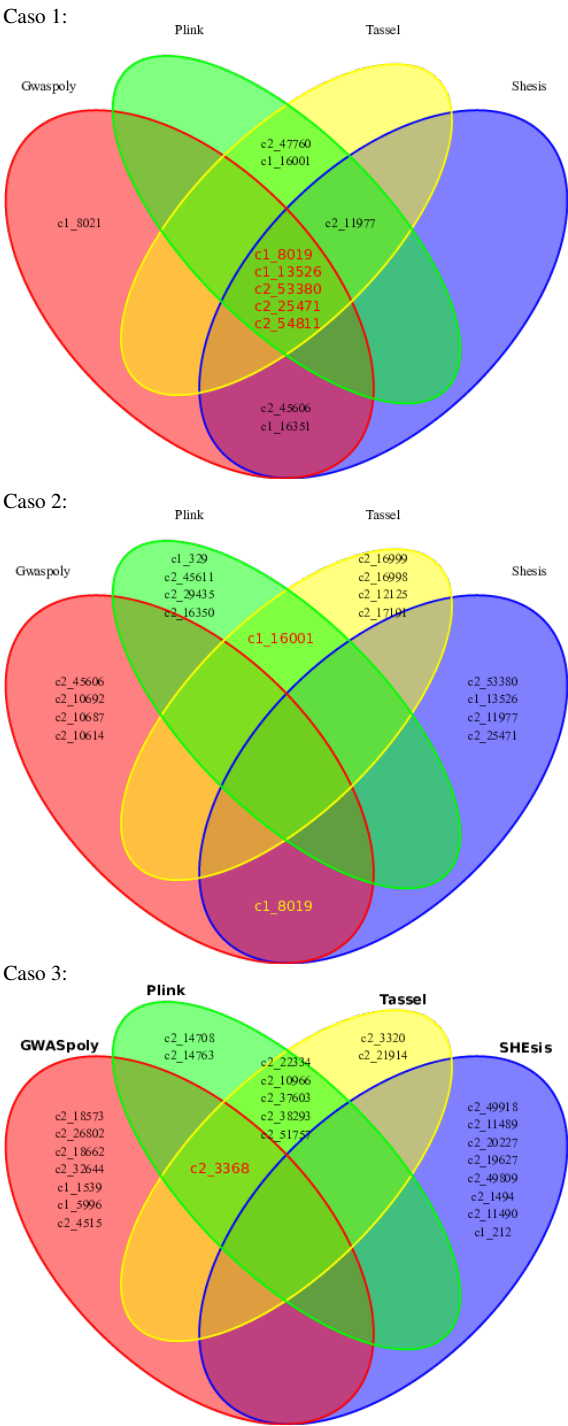 Caso 1:
Plink
Tassel
Gwaspoly
Shesis
c2_47760
c1_16001
c1_8021
c2_11977
c1_8019
c1_13526
c2_53380
c2_25471
c2_54811
c2_45606
c1_16351
Caso 2:
Plink
Tassel
Gwaspoly
Shesis
c1_329
c2_45611
c2_29435
c2_16350
c2_16999
c2_16998
c2_12125
c2_17191
c1_16001
c2_45606
c2_10692
c2_10687
c2_10614
c2_53380
c1_13526
c2_11977
c2_25471
c1_8019
Caso 3:
Plink
Tassel
GWASpoly
SHEsis
c2_14708
c2_14763
c2_3320
c2_21914
c2_22334
c2_10966
c2_37603
c2_38293
c2_51757
c2_18573
c2_26802
c2_18662
c2_32644
c1_1539
c1_5996
c2_4515
c2_3368
c2_49918
c2_11489
c2_20227
c2_19627
c2_49809
c2_1494
c2_11490
c1_212